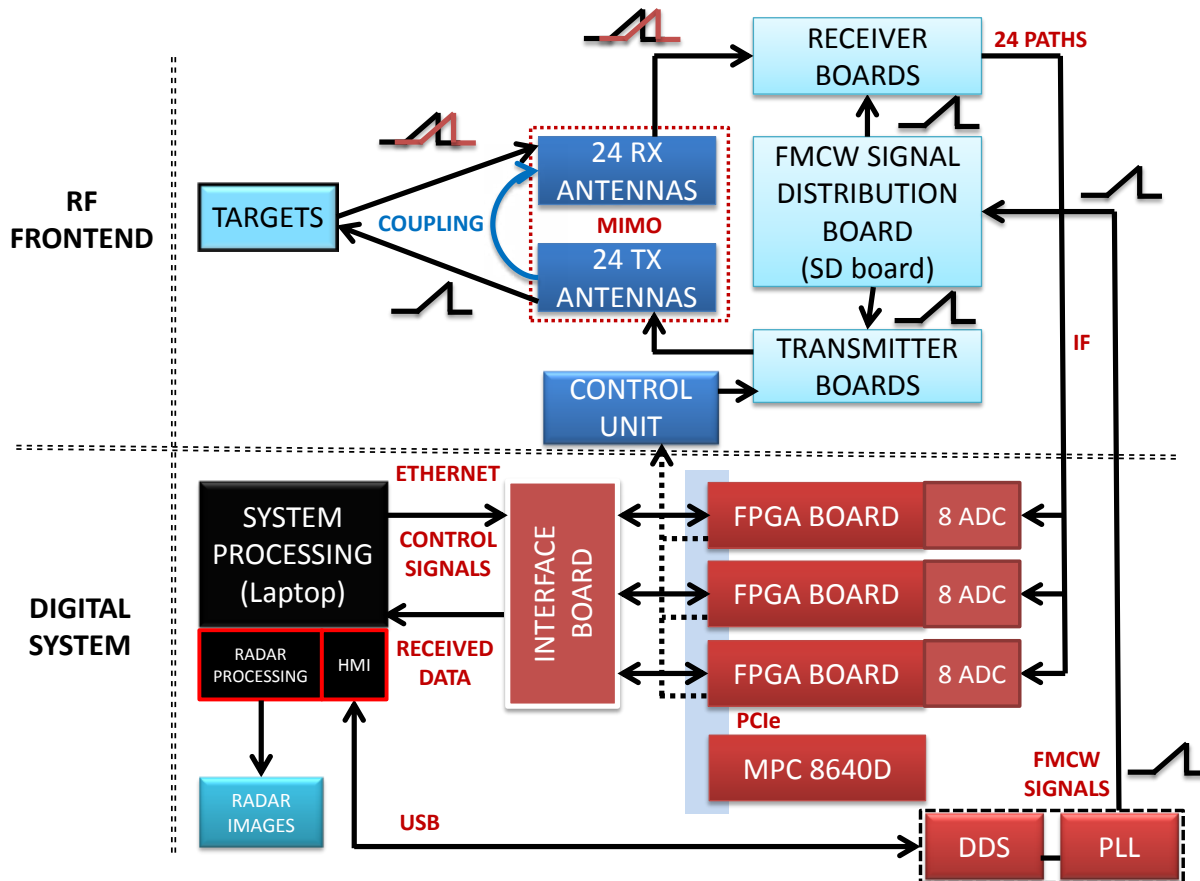 RECEIVER
BOARDS
24 PATHS
24 RX
ANTENNAS
FMCW SIGNAL
DISTRIBUTION
BOARD
(SD board)
RF
FRONTEND
TARGETS
COUPLING
MIMO
24 TX
ANTENNAS
TRANSMITTER
BOARDS
IF
CONTROL
UNIT
DIGITAL
SYSTEM
SYSTEM
PROCESSING
(Laptop)
ETHERNET
CONTROL
SIGNALS
INTERFACE
BOARD
FPGA BOARD
8 ADC
FPGA BOARD
8 ADC
FPGA BOARD
8 ADC
RADAR
PROCESSING
HMI
RECEIVED
DATA
PCIe
MPC 8640D
RADAR
IMAGES
USB
FMCW
SIGNALS
DDS
PLL